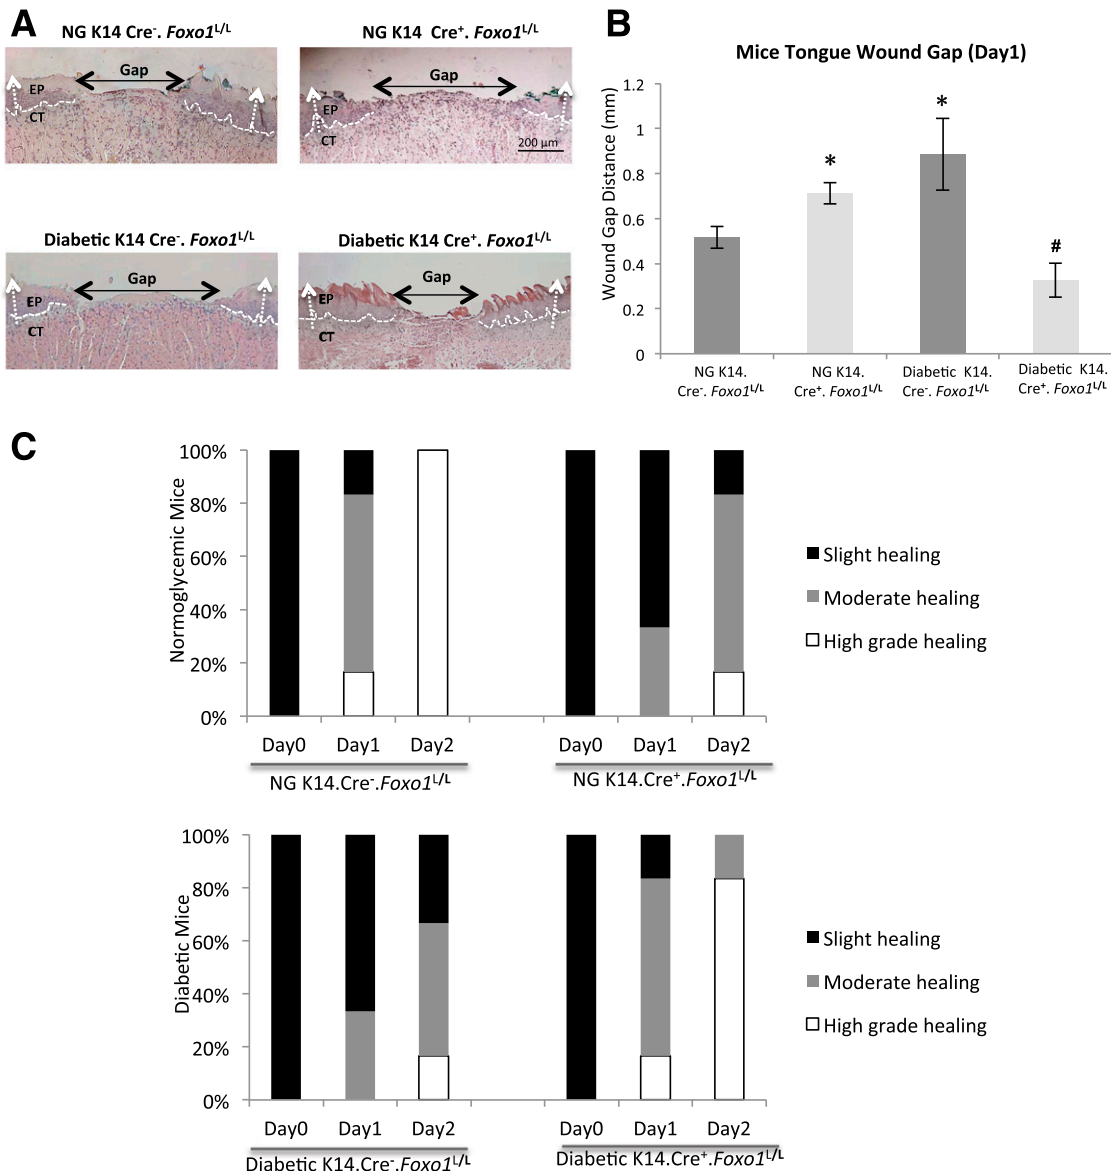 A
NG K14 Cre⁻. Foxo1ᴸ/ᴸ
NG K14 Cre⁺. Foxo1ᴸ/ᴸ
Gap
EP
CT
Gap
EP
CT
200 µm
Diabetic K14 Cre⁻. Foxo1ᴸ/ᴸ
Diabetic K14 Cre⁺. Foxo1ᴸ/ᴸ
Gap
EP
CT
Gap
EP
CT
B
Mice Tongue Wound Gap (Day1)
Wound Gap Distance (mm)
1.2
1
0.8
0.6
0.4
0.2
0
*
*
#
NG K14.
Cre⁻. Foxo1ᴸ/ᴸ
NG K14.
Cre⁺. Foxo1ᴸ/ᴸ
Diabetic K14.
Cre⁻. Foxo1ᴸ/ᴸ
Diabetic K14.
Cre⁺. Foxo1ᴸ/ᴸ
C
Normoglycemic Mice
100%
80%
60%
40%
20%
0%
Day0 Day1 Day2
NG K14.Cre⁻.Foxo1ᴸ/ᴸ
Day0 Day1 Day2
NG K14.Cre⁺.Foxo1ᴸ/ᴸ
Slight healing
Moderate healing
High grade healing
Diabetic Mice
100%
80%
60%
40%
20%
0%
Day0 Day1 Day2
Diabetic K14.Cre⁻.Foxo1ᴸ/ᴸ
Day0 Day1 Day2
Diabetic K14.Cre⁺.Foxo1ᴸ/ᴸ
Slight healing
Moderate healing
High grade healing